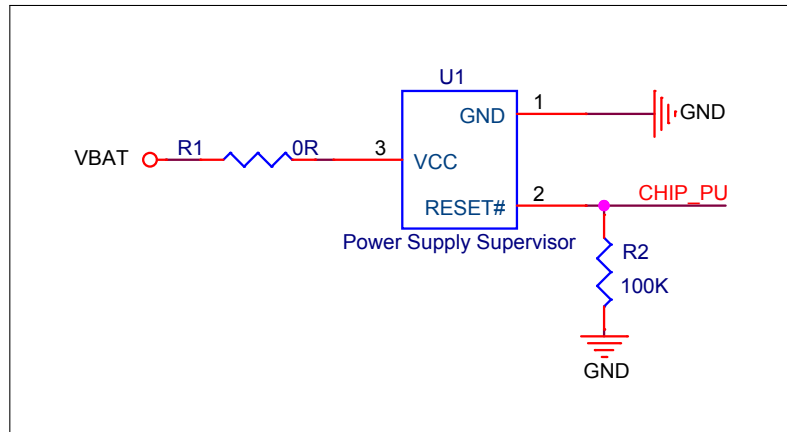 U1
1
GND
GND
VBAT
R1
0R
3
VCC
2
RESET#
CHIP_PU
Power Supply Supervisor
R2
100K
GND